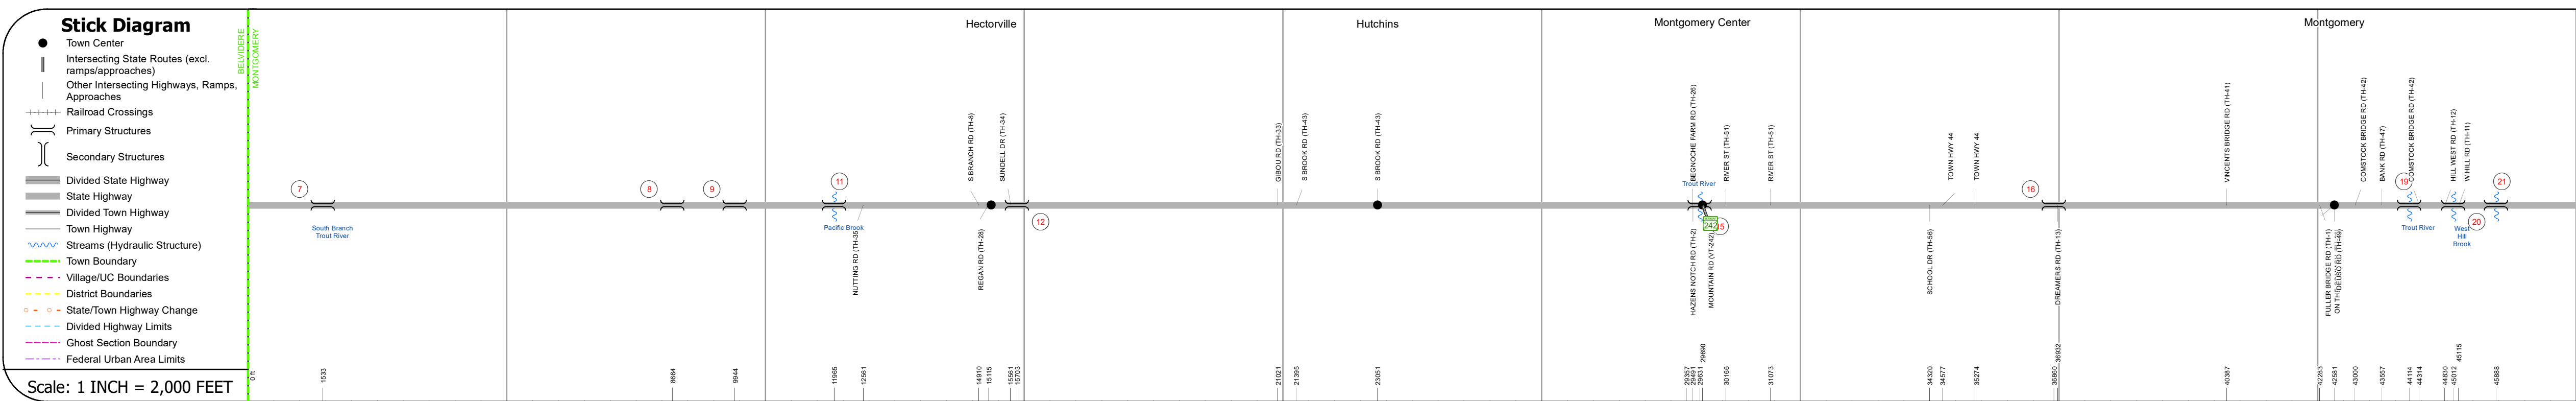 Stick Diagram
Town Center
Intersecting State Routes (excl.
ramps/approaches)
Other Intersecting Highways, Ramps,
Approaches
Railroad Crossings
Primary Structures
Secondary Structures
Divided State Highway
State Highway
Divided Town Highway
Town Highway
Streams (Hydraulic Structure)
Town Boundary
Village/UC Boundaries
District Boundaries
State/Town Highway Change
Divided Highway Limits
Ghost Section Boundary
Federal Urban Area Limits
Scale: 1 INCH = 2,000 FEET
BELVIDERE
MONTGOMERY
Hectorville
Hutchins
Montgomery Center
Montgomery
S BRANCH RD (TH-8)
SUNDELL DR (TH-34)
GIBOU RD (TH-33)
S BROOK RD (TH-43)
S BROOK RD (TH-43)
BEGNOCHE FARM RD (TH-26)
RIVER ST (TH-51)
RIVER ST (TH-51)
TOWN HWY 44
TOWN HWY 44
VINCENTS BRIDGE RD (TH-41)
COMSTOCK BRIDGE RD (TH-42)
BANK RD (TH-47)
COMSTOCK BRIDGE RD (TH-42)
HILL WEST RD (TH-12)
W HILL RD (TH-11)
7
8
9
11
12
16
19
20
21
South Branch
Trout River
Pacific Brook
Trout River
242
Trout River
West
Hill
Brook
NUTTING RD (TH-35)
REGAN RD (TH-28)
HAZENS NOTCH RD (TH-2)
MOUNTAIN RD (VT-242)
SCHOOL DR (TH-56)
DREAMERS RD (TH-13)
FULLER BRIDGE RD (TH-1)
DELUSO RD (TH-49)
0 ft
1533
8664
9944
11965
12561
14910
15115
15561
15703
21021
21395
23051
29357
29491
29631
29690
30166
31073
34320
34577
35274
36860
36932
40387
42283
42581
43000
43557
44114
44314
44830
45012
45115
45888